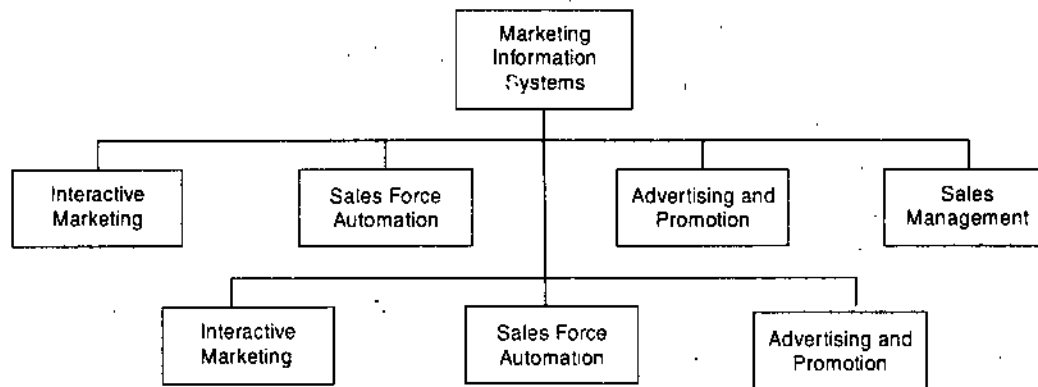 Marketing
Information
Systems
Interactive
Marketing
Sales Force
Automation
Advertising and
Promotion
Sales
Management
Interactive
Marketing
Sales Force
Automation
Advertising and
Promotion